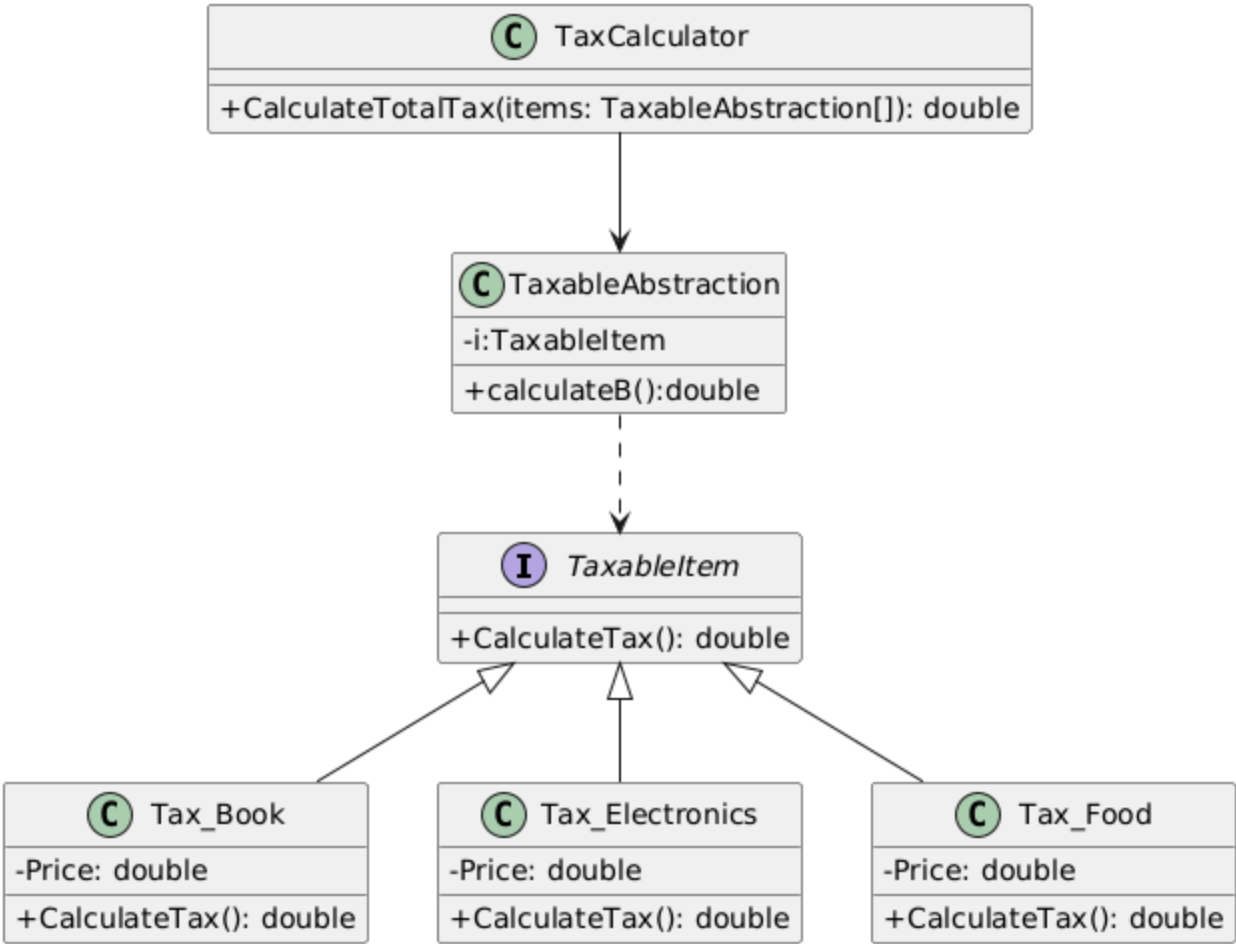 C TaxCalculator
+CalculateTotalTax(items: TaxableAbstraction[]): double
C TaxableAbstraction
-i:TaxableItem
+calculateB():double
I TaxableItem
+CalculateTax(): double
C Tax_Book
-Price: double
+CalculateTax(): double
C Tax_Electronics
-Price: double
+CalculateTax(): double
C Tax_Food
-Price: double
+CalculateTax(): double